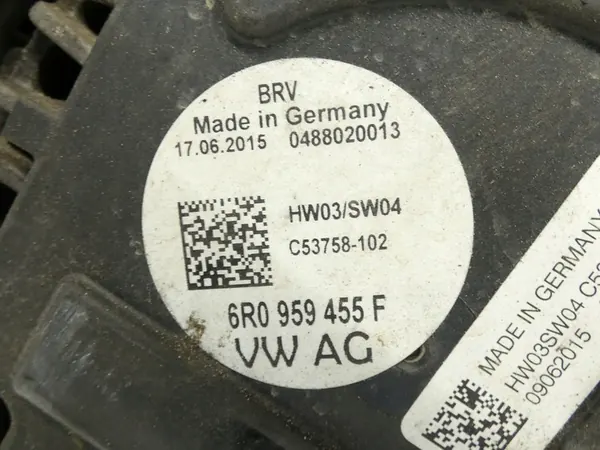 BRV
Made in Germany
17.06.2015 0488020013
HW03/SW04
C53758-102
6R0 959 455 F
VW AG
MADE IN GERMANY
HW03SW04
09062015